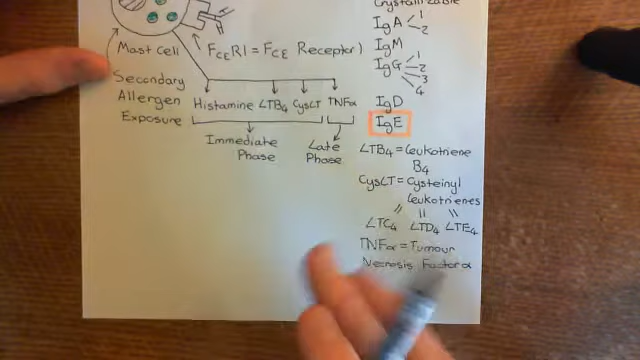 Crystallizable
IgA 1
2
IgM
IgG 1
2
3
4
IgD
IgE
Mast Cell
FcεRI = Fcε Receptor 1
Secondary
Allergen
Exposure
Histamine LTB4 CysLT TNFα
Immediate
Phase
Late
Phase
LTB4 = Leukotriene
B4
CysLT = Cysteinyl
Leukotrienes
LTC4 LTD4 LTE4
TNFα = Tumour
Necrosis Factor α